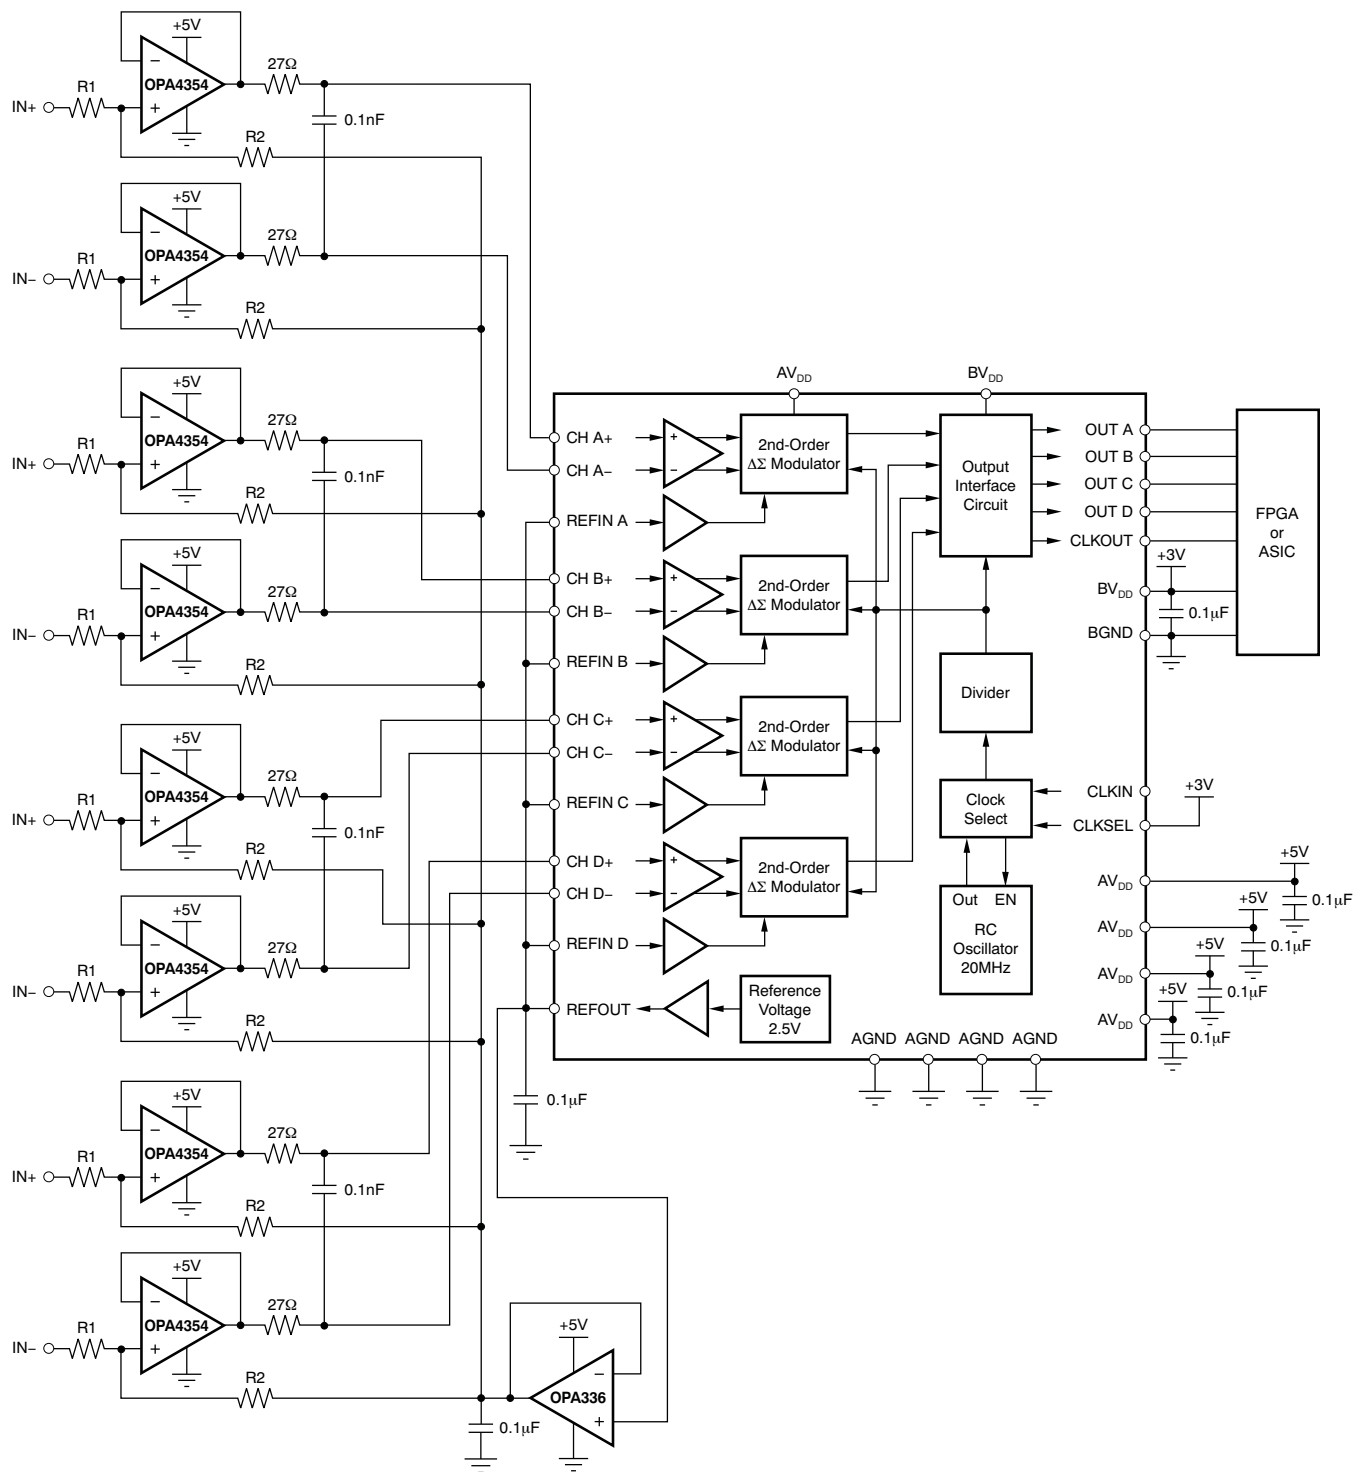 +5V
−
OPA4354
+
27Ω
R1
IN+
0.1nF
R2
+5V
−
OPA4354
+
27Ω
R1
IN−
R2
+5V
−
OPA4354
+
27Ω
R1
IN+
0.1nF
R2
+5V
−
OPA4354
+
27Ω
R1
IN−
R2
+5V
−
OPA4354
+
27Ω
R1
IN+
0.1nF
R2
+5V
−
OPA4354
+
27Ω
R1
IN−
R2
+5V
−
OPA4354
+
27Ω
R1
IN+
0.1nF
R2
+5V
−
OPA4354
+
27Ω
R1
IN−
R2
+5V
−
OPA336
+
0.1µF
0.1µF
AVDD
BVDD
CH A+
CH A−
REFIN A
+
−
2nd-Order
ΔΣ Modulator
CH B+
CH B−
REFIN B
+
−
2nd-Order
ΔΣ Modulator
CH C+
CH C−
REFIN C
+
−
2nd-Order
ΔΣ Modulator
CH D+
CH D−
REFIN D
+
−
2nd-Order
ΔΣ Modulator
REFOUT
Reference
Voltage
2.5V
Output
Interface
Circuit
Divider
Clock
Select
Out EN
RC
Oscillator
20MHz
OUT A
OUT B
OUT C
OUT D
CLKOUT
BVDD
BGND
+3V
0.1µF
FPGA
or
ASIC
CLKIN
CLKSEL
+3V
AVDD
+5V
0.1µF
AVDD
+5V
0.1µF
AVDD
+5V
0.1µF
AVDD
+5V
0.1µF
AGND AGND AGND AGND